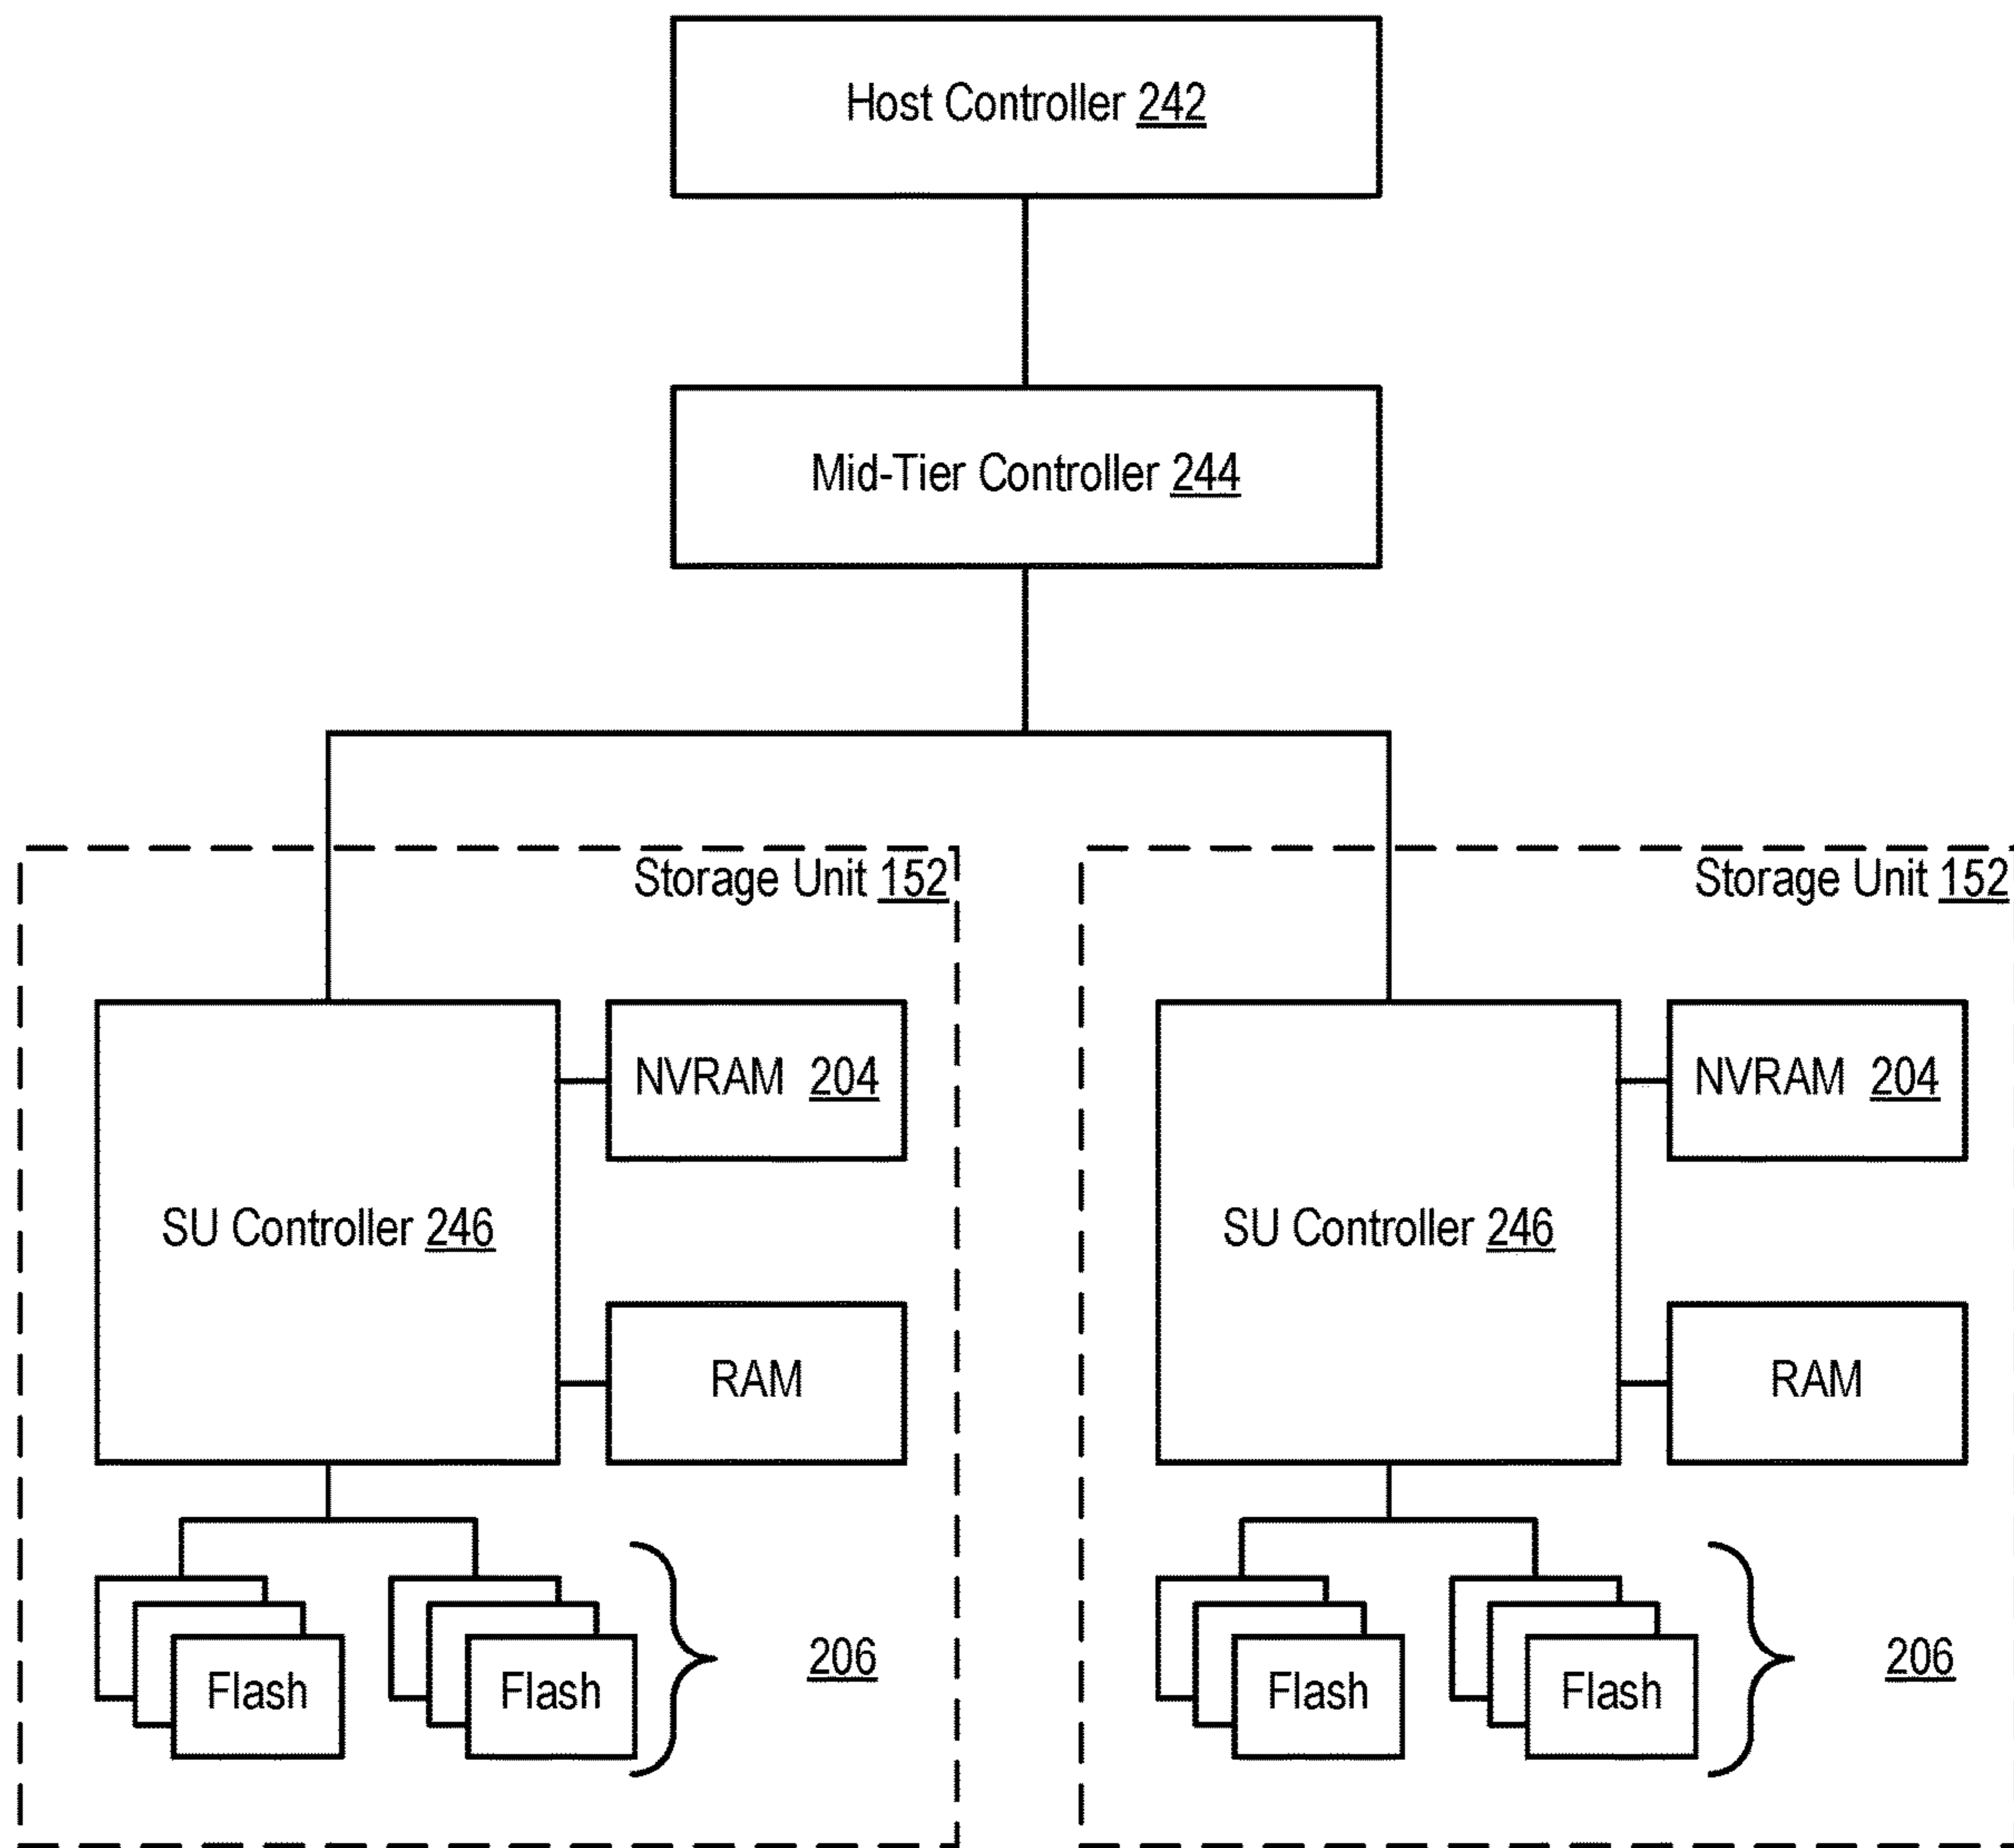 Host Controller 242
Mid-Tier Controller 244
Storage Unit 152
Storage Unit 152
NVRAM 204
NVRAM 204
SU Controller 246
SU Controller 246
RAM
RAM
206
206
Flash
Flash
Flash
Flash